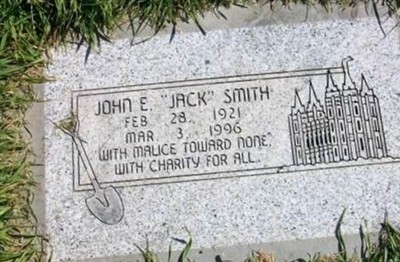 JOHN E. "JACK" SMITH
FEB 28, 1921
MAR 3, 1996
"WITH MALICE TOWARD NONE,
WITH CHARITY FOR ALL."